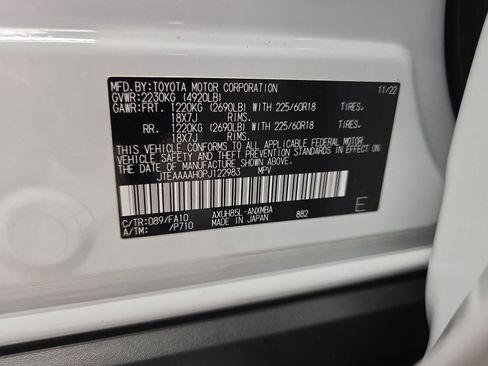 MFD.BY:TOYOTA MOTOR CORPORATION 11/22
GVWR:2230KG (4920LB)
GAWR:FRT. 1220KG (2690LB) WITH 225/60R18 TIRES.
18X7J RIMS.
RR. 1220KG (2690LB) WITH 225/60R18 TIRES.
18X7J RIMS.
THIS VEHICLE CONFORMS TO ALL APPLICABLE FEDERAL MOTOR
VEHICLE SAFETY AND THEFT PREVENTION STANDARDS IN EFFECT
ON THE DATE OF MANUFACTURE SHOWN ABOVE.
JTEAAAAH0PJ122983 MPV
C/TR:089/FA10 AXUH85L-ANXMBA 882
A/TM: /P710 MADE IN JAPAN E